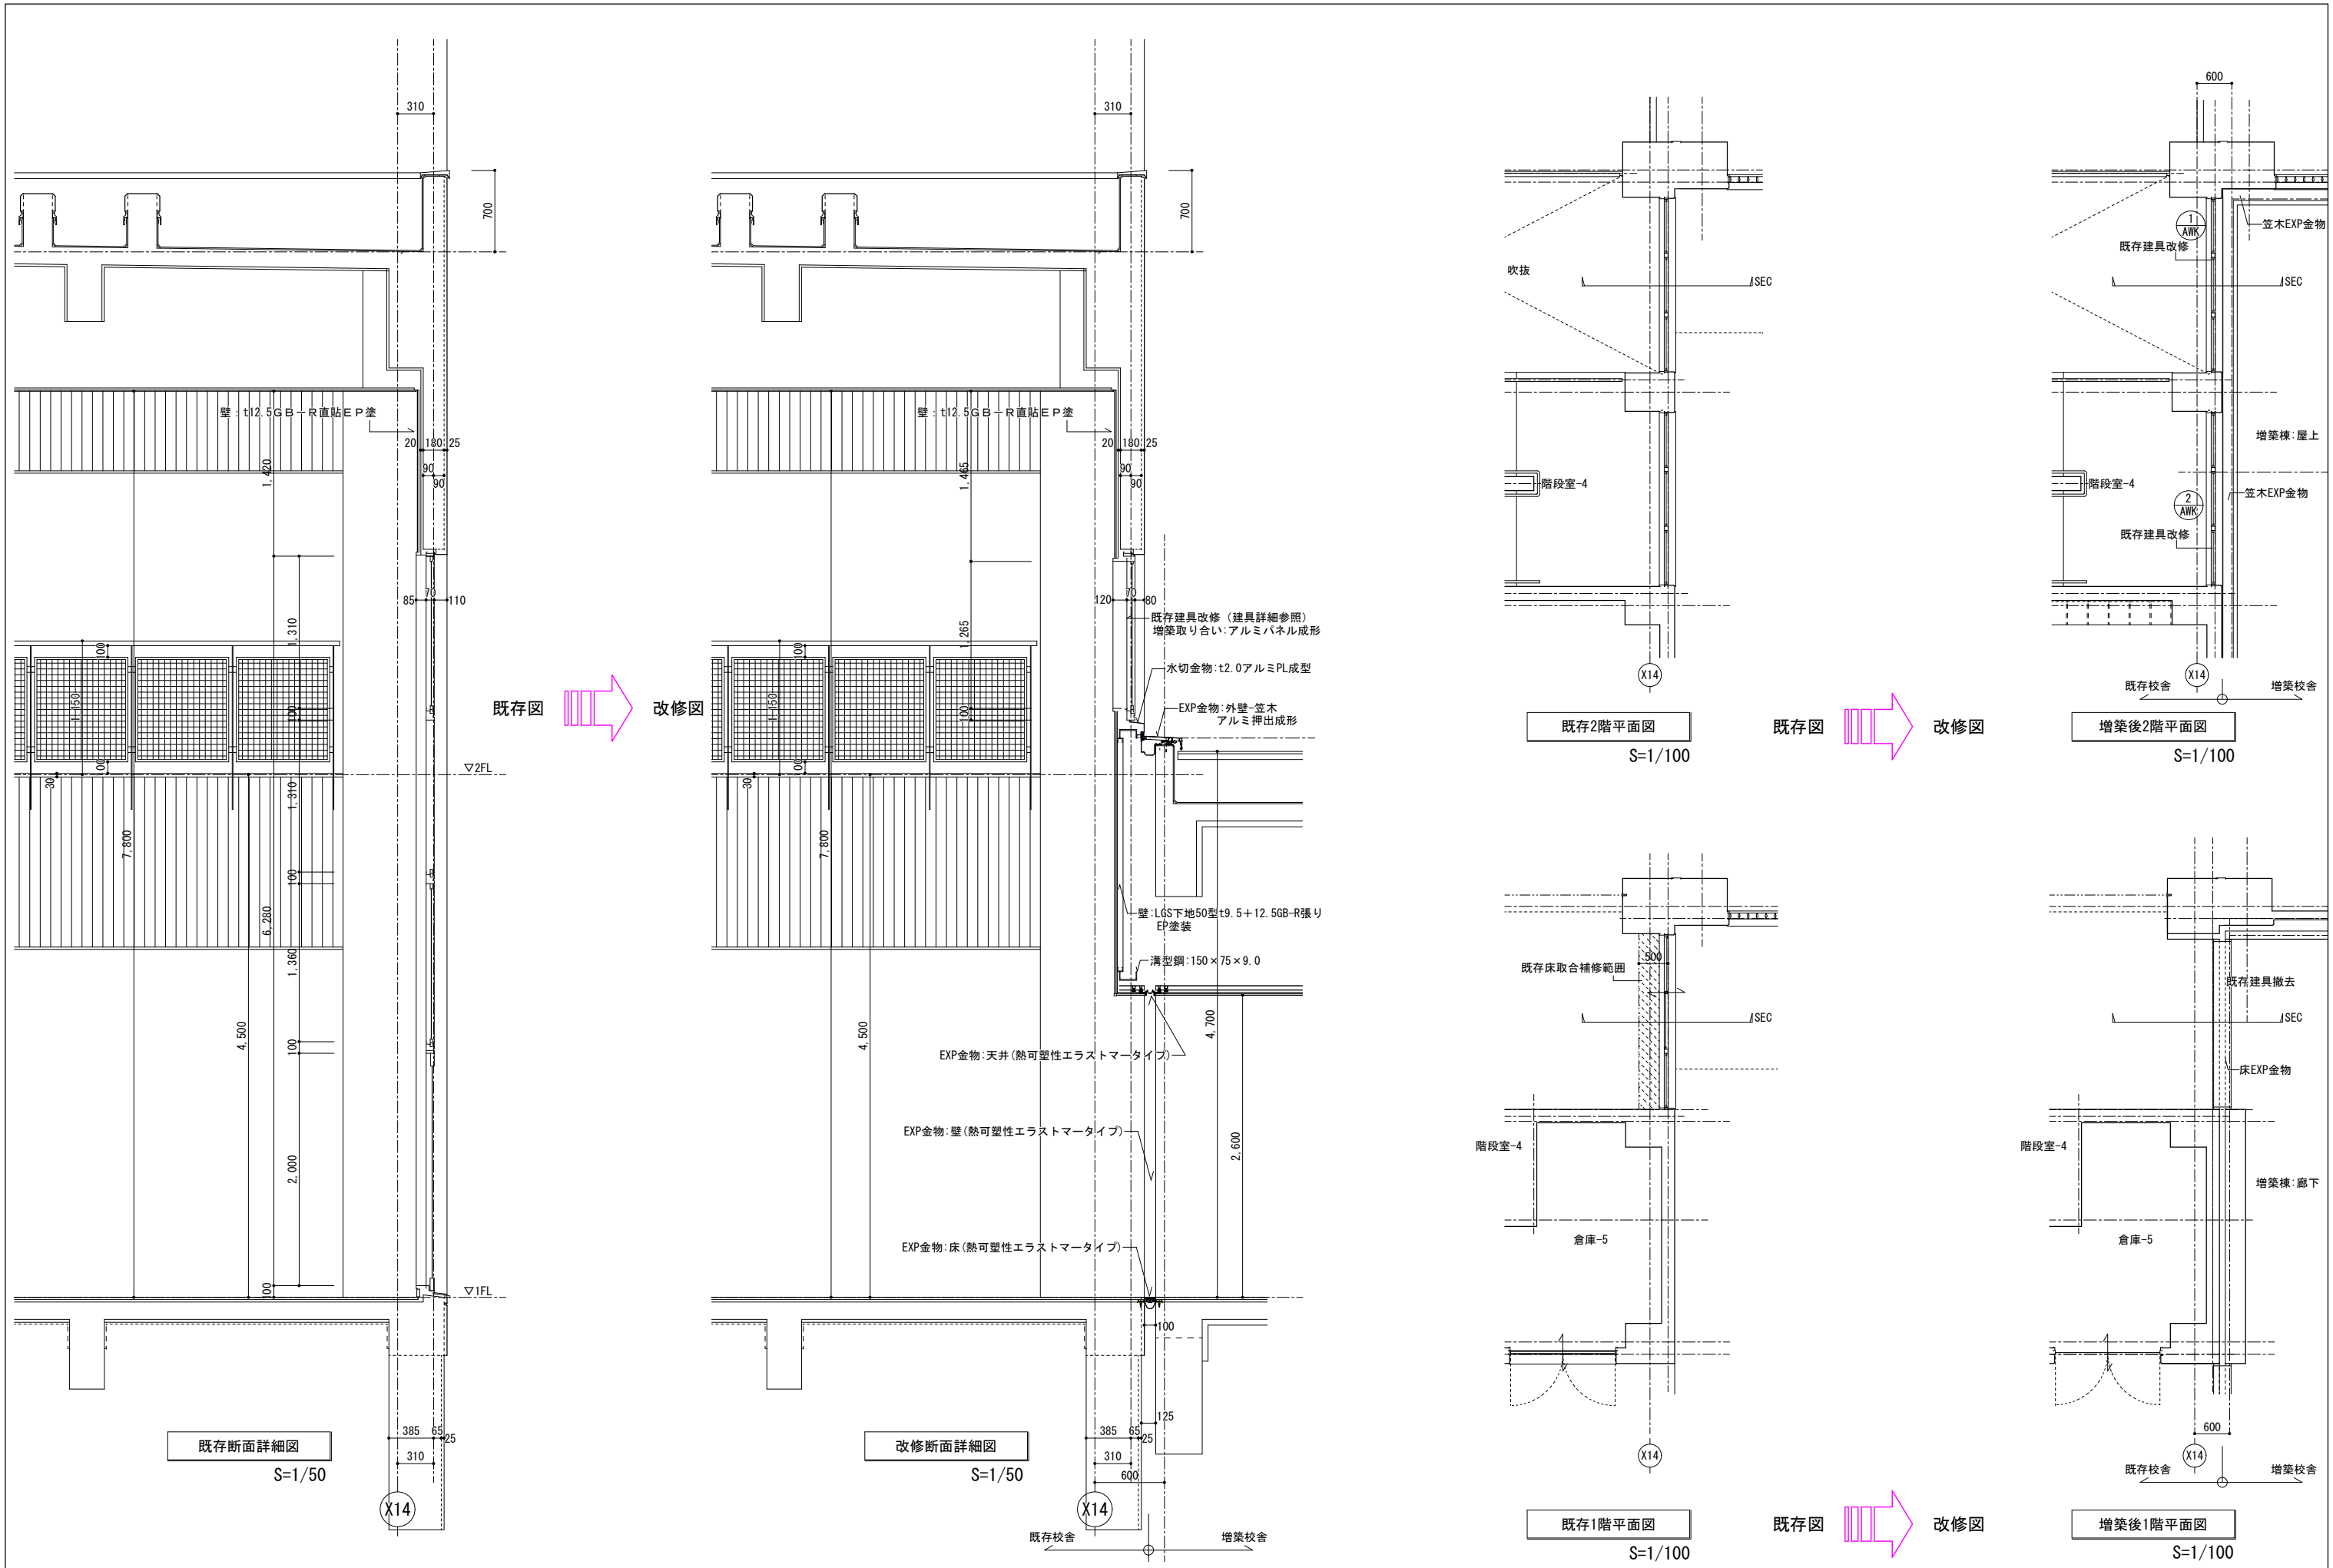 310
700
壁：t12.5GB－R直貼EP塗
20 180 25
90
90
1,420
85 70 110
1,310
100
1,150
100
100
▽2FL
30
1,310
7,800
100
6,280
1,360
4,500
100
2,000
100
▽1FL
385 65
25
310
X14
既存断面詳細図
S=1/50
既存図
改修図
310
700
壁：t12.5GB－R直貼EP塗
20 180 25
90
90
1,465
120 70 80
既存建具改修（建具詳細参照）
増築取り合い:アルミパネル成形
1,265
100
水切金物:t2.0アルミPL成型
1,150
100
EXP金物:外壁-笠木
アルミ押出成形
100
30
7,800
壁:LGS下地50型t9.5＋12.5GB-R張り
EP塗装
溝型鋼:150×75×9.0
4,500
4,700
EXP金物:天井(熱可塑性エラストマータイプ)
EXP金物:壁(熱可塑性エラストマータイプ)
2,600
EXP金物:床(熱可塑性エラストマータイプ)
100
125
385 65
25
310
600
X14
改修断面詳細図
S=1/50
既存校舎
増築校舎
吹抜
SEC
階段室-4
X14
既存2階平面図
S=1/100
既存図
改修図
600
1
AWK
既存建具改修
笠木EXP金物
SEC
増築棟:屋上
階段室-4
2
AWK
笠木EXP金物
既存建具改修
X14
既存校舎
増築校舎
増築後2階平面図
S=1/100
500
既存床取合補修範囲
SEC
階段室-4
倉庫-5
X14
既存1階平面図
S=1/100
既存図
改修図
既存建具撤去
SEC
床EXP金物
階段室-4
増築棟:廊下
倉庫-5
600
X14
既存校舎
増築校舎
増築後1階平面図
S=1/100